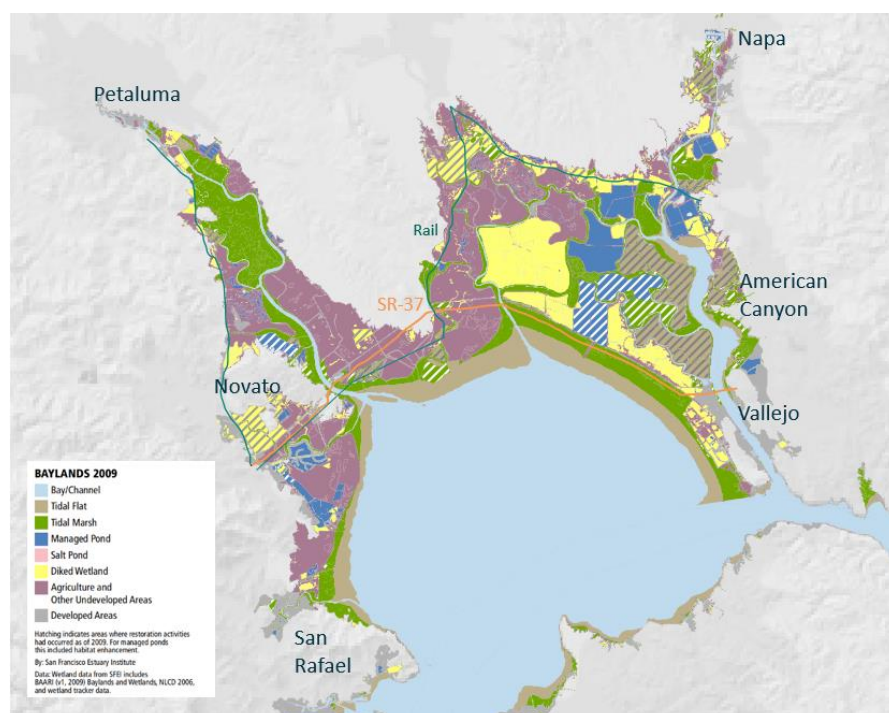 Napa
Petaluma
Rail
American
Canyon
SR-37
Novato
Vallejo
BAYLANDS 2009
Bay/Channel
Tidal Flat
Tidal Marsh
Managed Pond
Salt Pond
Diked Wetland
Agriculture and
Other Undeveloped Areas
Developed Areas
Hatching indicates areas where restoration activities
had occurred as of 2009. For managed ponds
this included habitat enhancement.
By: San Francisco Estuary Institute
Data: Wetland data from SFEI includes
BAARI (v1, 2009) Baylands and Wetlands, NLCD 2006,
and wetland tracker data.
San
Rafael